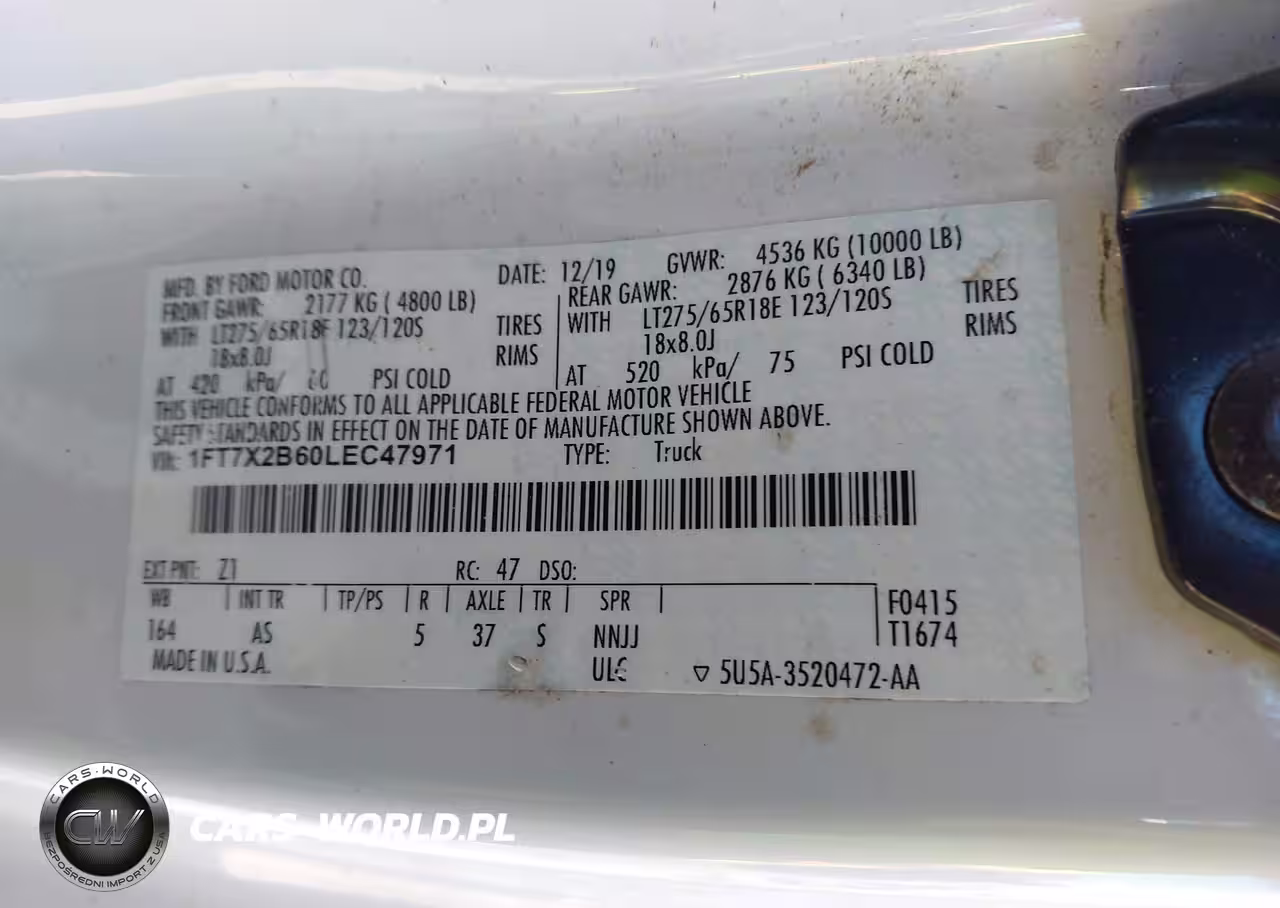 MFD. BY FORD MOTOR CO. DATE: 12/19 GVWR: 4536 KG (10000 LB)
FRONT GAWR: 2177 KG ( 4800 LB) REAR GAWR: 2876 KG ( 6340 LB)
WITH LT275/65R18E 123/120S TIRES WITH LT275/65R18E 123/120S TIRES
18x8.0J RIMS 18x8.0J RIMS
AT 420 kPa/ 60 PSI COLD AT 520 kPa/ 75 PSI COLD
THIS VEHICLE CONFORMS TO ALL APPLICABLE FEDERAL MOTOR VEHICLE
SAFETY STANDARDS IN EFFECT ON THE DATE OF MANUFACTURE SHOWN ABOVE.
VIN: 1FT7X2B60LEC47971 TYPE: Truck
EXT PNT: Z1 RC: 47 DSO:
WB INT TR TP/PS R AXLE TR SPR F0415
164 AS 5 37 S NNJJ T1674
MADE IN U.S.A. ▽ 5U5A-3520472-AA
CARS-WORLD
CW
BEZPOŚREDNI IMPORT Z USA
CARS-WORLD.PL